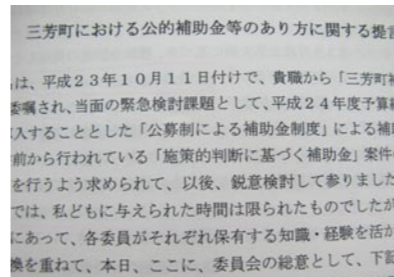 三芳町における公的補助金等のあり方に関する提言
は、平成２３年１０月１１日付けで、貴職から「三芳町補
委嘱され、当面の緊急検討課題として、平成２４年度予算編
入することとした「公募制による補助金制度」による補助
前から行われている「施策的判断に基づく補助金」案件
を行うよう求められて、以後、鋭意検討して参りました
では、私どもに与えられた時間は限られたものでしたが
にあって、各委員がそれぞれ保有する知識・経験を活か
換を重ねて、本日、ここに、委員会の総意として、下記